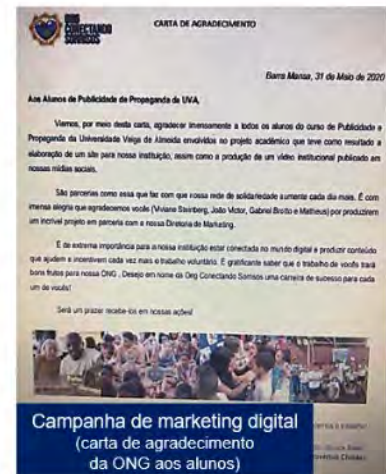 ONG
CONECTANDO
SORRISOS
CARTA DE AGRADECIMENTO
Barra Mansa, 31 de Maio de 2020
Aos Alunos de Publicidade de Propaganda de UVA,
Viemos, por meio desta carta, agradecer imensamente a todos os alunos do curso de Publicidade e
Propaganda da Universidade Veiga de Almeida envolvidos no projeto acadêmico que teve como resultado a
elaboração de um site para nossa instituição, assim como a produção de um vídeo institucional publicado em
nossas mídias sociais.
São parcerias como essa que faz com que nossa rede de solidariedade aumente cada dia mais. É com
imensa alegria que agradecemos vocês (Viviane Steinberg, João Victor, Gabriel Brotto e Matheus) por produzirem
um incrível projeto em parceria com a nossa Diretoria de Marketing.
É de extrema importância para a nossa instituição estar conectada no mundo digital e produzir conteúdo
que ajudem e incentivem cada vez mais o trabalho voluntário. É gratificante saber que o trabalho de vocês trará
bons frutos para nossa ONG , Desejo em nome da Ong Conectando Sorrisos uma carreira de sucesso para cada
um de vocês!
Será um prazer recebe-los em nossas ações!
Campanha de marketing digital
(carta de agradecimento
da ONG aos alunos)